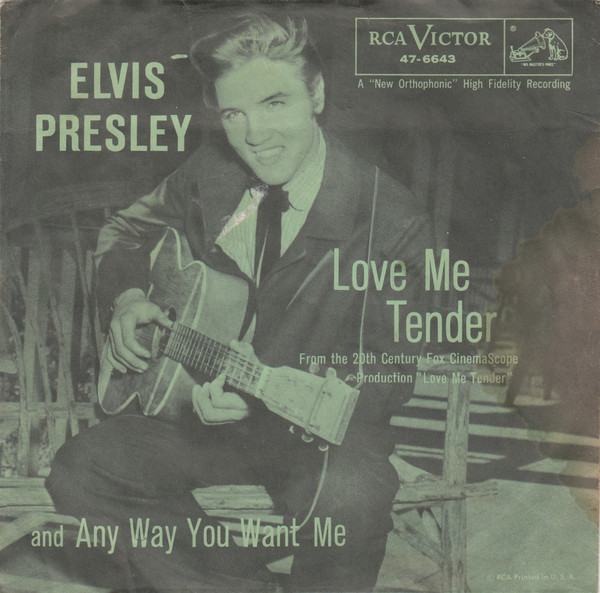 ELVIS
PRESLEY
RCA VICTOR
47-6643
"HIS MASTER'S VOICE"
A "New Orthophonic" High Fidelity Recording
Love Me
Tender
From the 20th Century Fox CinemaScope
Production "Love Me Tender"
and Any Way You Want Me
© RCA Printed in U. S. A.